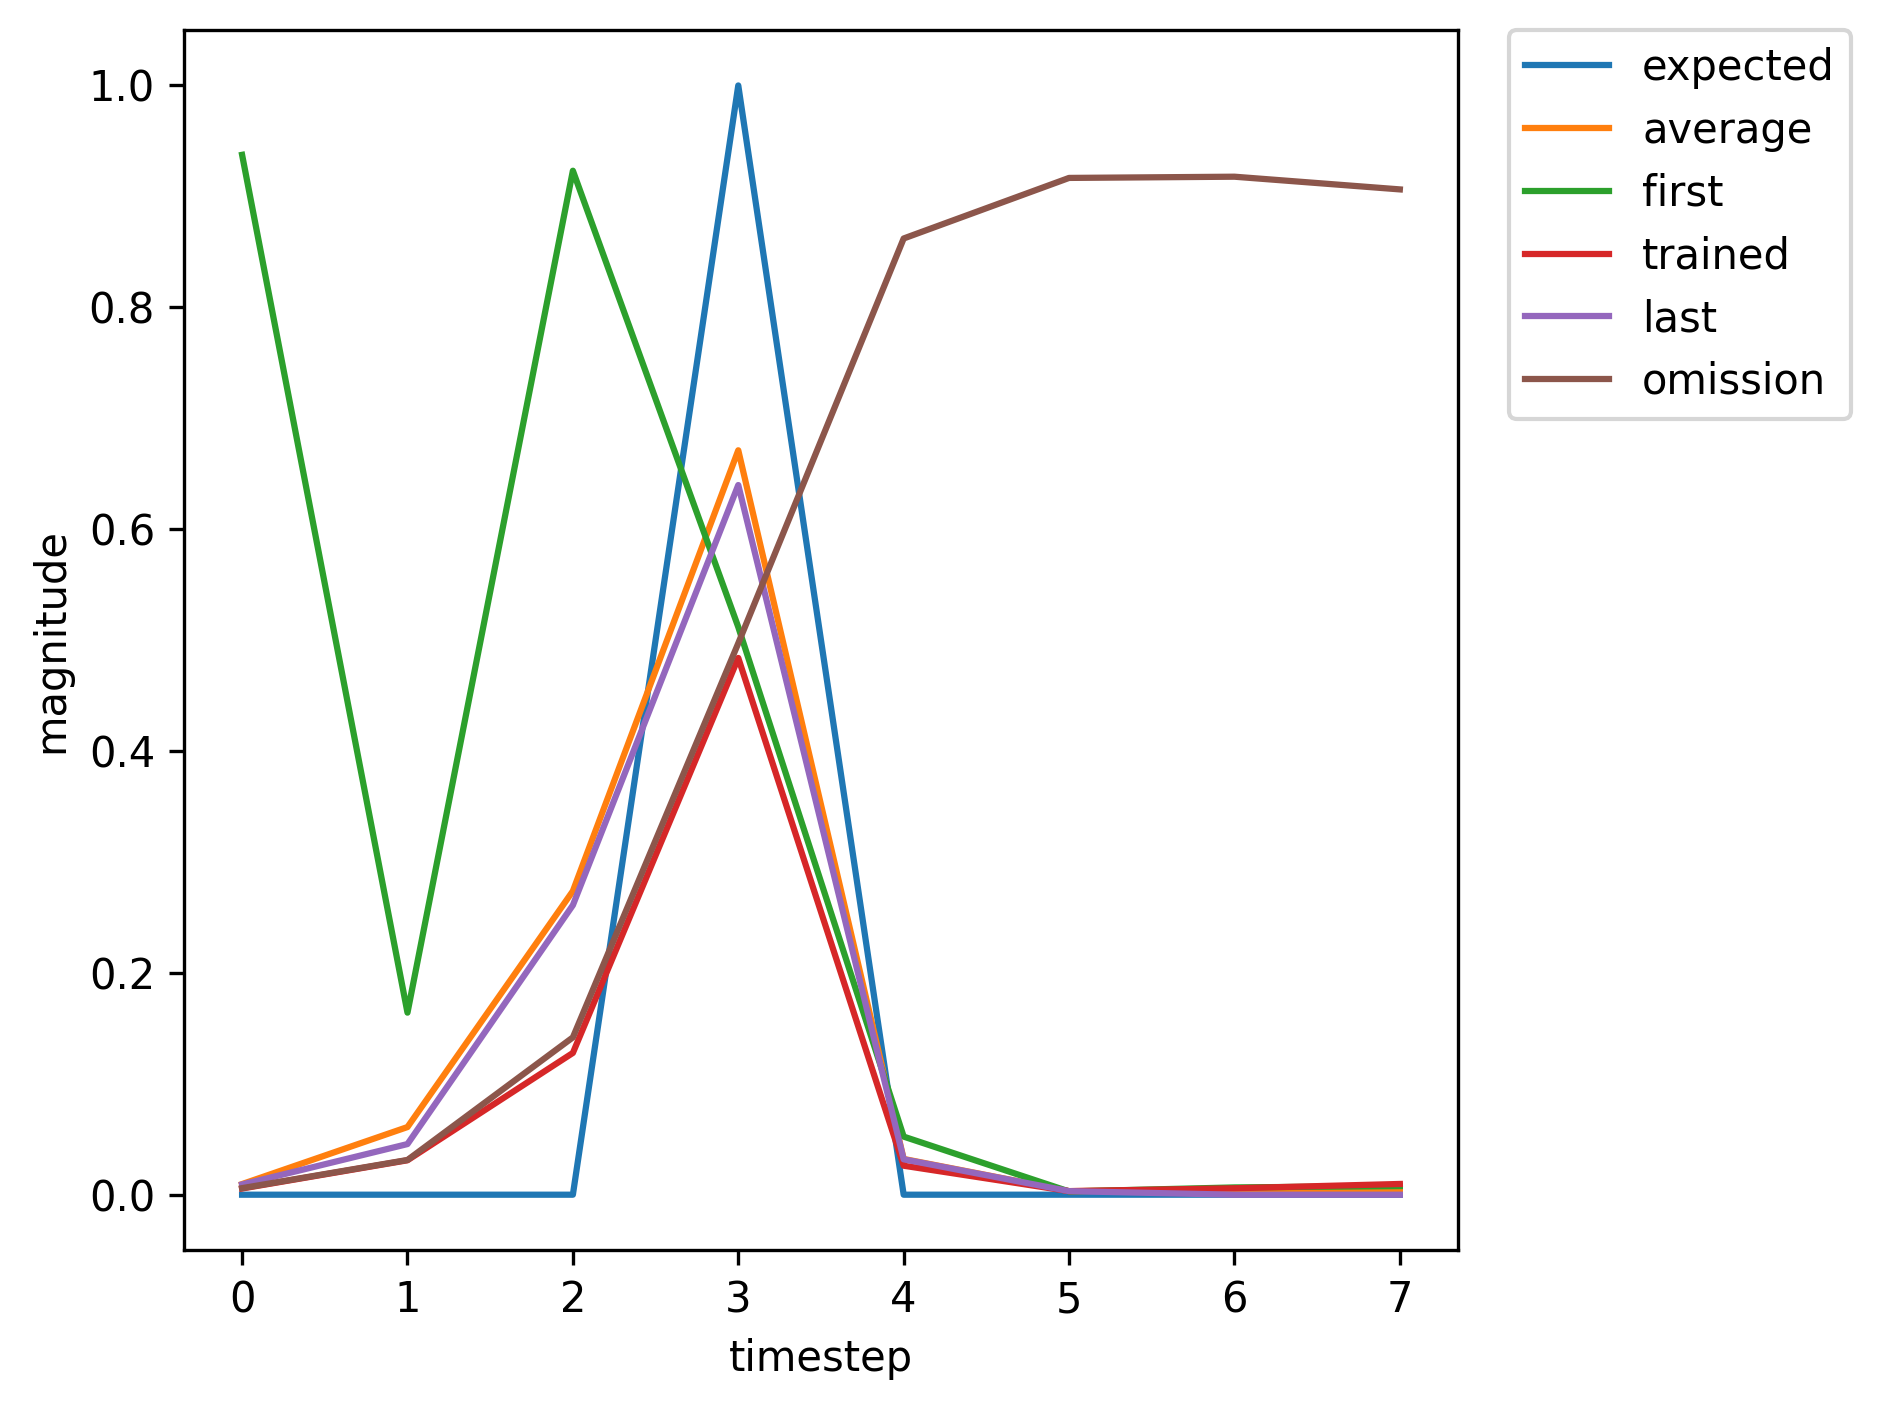 expected
average
first
trained
last
omission
1.0
0.8
0.6
0.4
0.2
0.0
magnitude
0 1 2 3 4 5 6 7
timestep